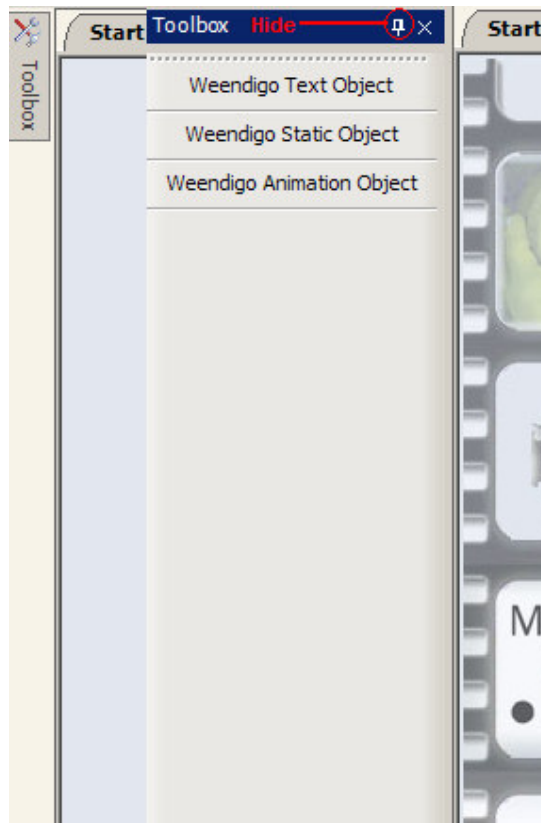 Toolbox
Start
Toolbox Hide
Weendigo Text Object
Weendigo Static Object
Weendigo Animation Object
Start
M